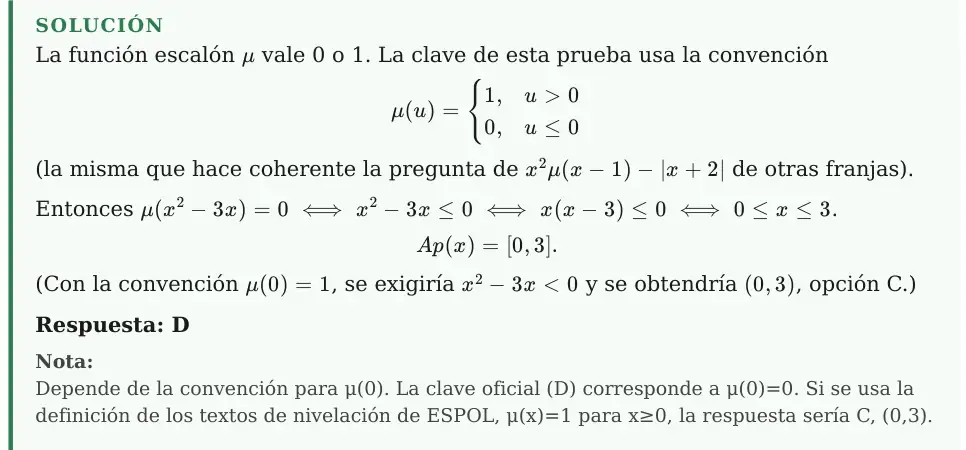 SOLUCIÓN
La función escalón μ vale 0 o 1. La clave de esta prueba usa la convención
μ(u) = {1, u > 0
0, u ≤ 0
(la misma que hace coherente la pregunta de x²μ(x − 1) − |x + 2| de otras franjas).
Entonces μ(x² − 3x) = 0 ⟺ x² − 3x ≤ 0 ⟺ x(x − 3) ≤ 0 ⟺ 0 ≤ x ≤ 3.
Ap(x) = [0, 3].
(Con la convención μ(0) = 1, se exigiría x² − 3x < 0 y se obtendría (0, 3), opción C.)
Respuesta: D
Nota:
Depende de la convención para μ(0). La clave oficial (D) corresponde a μ(0)=0. Si se usa la
definición de los textos de nivelación de ESPOL, μ(x)=1 para x≥0, la respuesta sería C, (0,3).